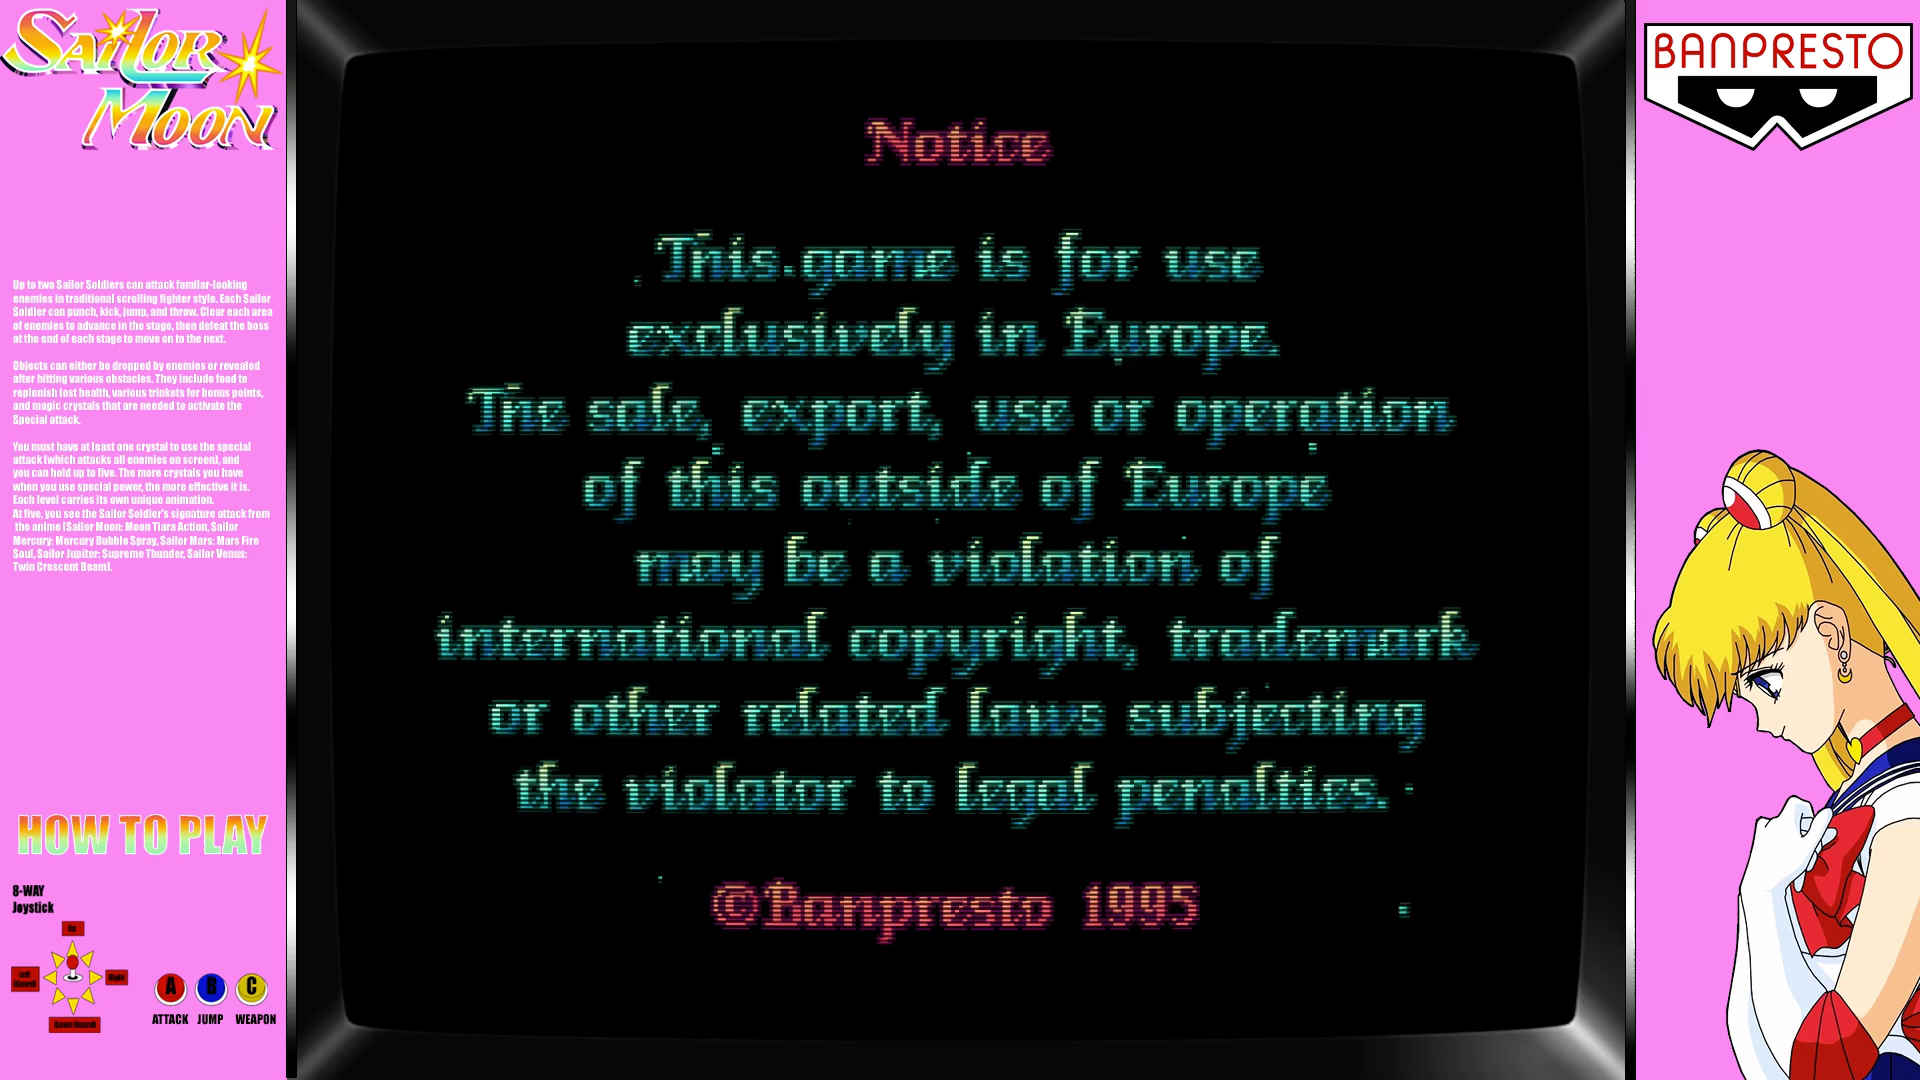 Sailor
Moon
Up to two Sailor Soldiers can attack familar-looking
enemies in traditional scrolling fighter style. Each Sailor
Soldier can punch, kick, jump, and throw. Clear each area
of enemies to advance in the stage, then defeat the boss
at the end of each stage to move on to the next.
Objects can either be dropped by enemies or revealed
after hitting various obstacles. They include food to
replenish lost health, various trinkets for bonus points,
and magic crystals that are needed to activate the
Special attack.
You must have at least one crystal to use the special
attack (which attacks all enemies on screen), and
you can hold up to five. The more crystals you have
when you use special power, the more effective it is.
Each level carries its own unique animation.
At five, you see the Sailor Soldier's signature attack from
the anime (Sailor Moon: Moon Tiara Action, Sailor
Mercury: Mercury Bubble Spray, Sailor Mars: Mars Fire
Soul, Sailor Jupiter: Supreme Thunder, Sailor Venus:
Twin Crescent Beam).
HOW TO PLAY
8-WAY
Joystick
Up
Left
(Guard)
Right
Down (Guard)
A B C
ATTACK JUMP WEAPON
Notice
This game is for use
exclusively in Europe.
The sale, export, use or operation
of this outside of Europe
may be a violation of
international copyright, trademark
or other related laws subjecting
the violator to legal penalties.
©Banpresto 1995
BANPRESTO